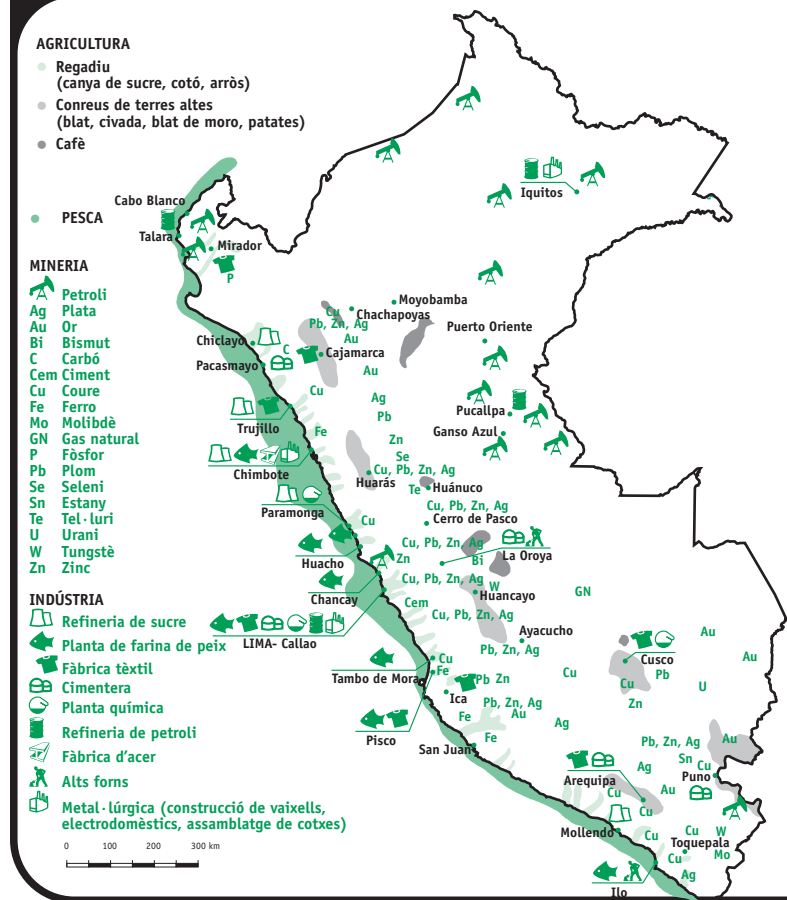 AGRICULTURA
Regadiu
(canya de sucre, cotó, arròs)
Conreus de terres altes
(blat, civada, blat de moro, patates)
Cafè
PESCA
MINERIA
Petroli
Ag Plata
Au Or
Bi Bismut
C Carbó
Cem Ciment
Cu Coure
Fe Ferro
Mo Molibdè
GN Gas natural
P Fòsfor
Pb Plom
Se Seleni
Sn Estany
Te Tel·luri
U Urani
W Tungstè
Zn Zinc
INDÚSTRIA
Refineria de sucre
Planta de farina de peix
Fàbrica tèxtil
Cimentera
Planta química
Refineria de petroli
Fàbrica d'acer
Alts forns
Metal·lúrgica (construcció de vaixells,
electrodomèstics, assamblatge de cotxes)
0 100 200 300 km
Iquitos
Cabo Blanco
Talara
Mirador
P
Moyobamba
Cu
Chachapoyas
Pb, Zn, Ag
Au
Puerto Oriente
Chiclayo
C
Cajamarca
Pacasmayo
Au
Cu
Ag
Pb
Pucallpa
Trujillo
Fe
Ganso Azul
Zn
Se
Cu, Pb, Zn, Ag
Chimbote
Huarás
Te
Huánuco
Cu, Pb, Zn, Ag
Paramonga
Cu
Cerro de Pasco
Cu, Pb, Zn, Ag
Huacho
Zn
Bi
La Oroya
Cu, Pb, Zn, Ag
W
Chancay
Huancayo
GN
Cem
Cu, Pb, Zn, Ag
LIMA- Callao
Ayacucho
Au
Pb, Zn, Ag
Au
Cu
Cusco
Tambo de Mora
Fe
Cu
Pb
Pb Zn
Cu
U
Ica
Pb, Zn, Ag
Zn
Pisco
Fe
Au
Ag
Fe
San Juan
Pb, Zn, Ag
Au
Sn
Cu
Ag
Puno
Arequipa
Au
Cu
Cu
Mollendo
Cu
Cu
W
Toquepala
Cu
Mo
Ag
Ilo